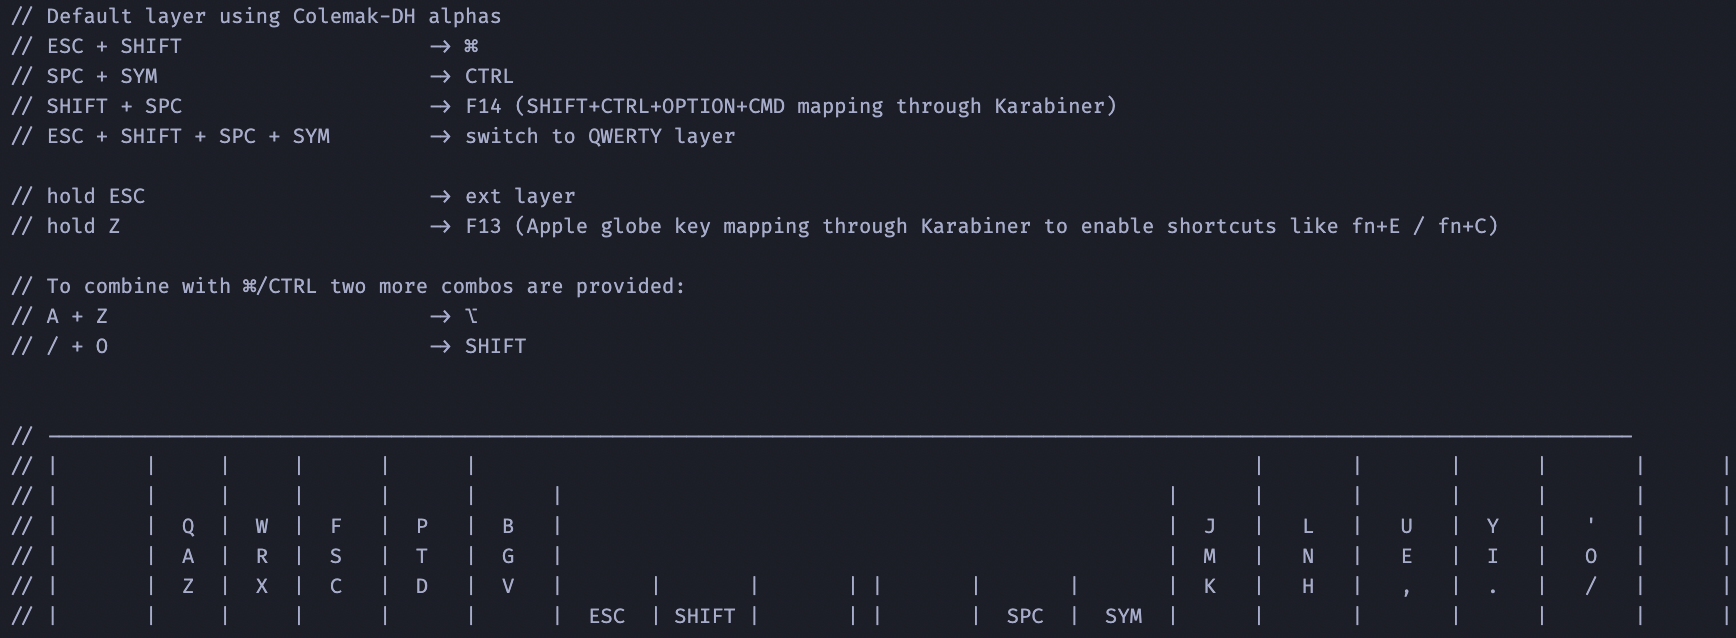 // Default layer using Colemak-DH alphas
// ESC + SHIFT                     -> ⌘
// SPC + SYM                       -> CTRL
// SHIFT + SPC                     -> F14 (SHIFT+CTRL+OPTION+CMD mapping through Karabiner)
// ESC + SHIFT + SPC + SYM         -> switch to QWERTY layer
// hold ESC                        -> ext layer
// hold Z                          -> F13 (Apple globe key mapping through Karabiner to enable shortcuts like fn+E / fn+C)
// To combine with ⌘/CTRL two more combos are provided:
// A + Z                           -> ⌥
// / + O                           -> SHIFT
// ─────────────────────────────────────────────────────────────
// |       |     |     |      |      |                                                                |       |       |      |       |      |
// |       |     |     |      |      |      |                                                  |      |       |       |      |       |      |
// |       |  Q  |  W  |  F   |  P   |  B   |                                                  |  J   |   L   |   U   |  Y   |   '   |      |
// |       |  A  |  R  |  S   |  T   |  G   |                                                  |  M   |   N   |   E   |  I   |   O   |      |
// |       |  Z  |  X  |  C   |  D   |  V   |       |       |       | |       |       |       |  K   |   H   |   ,   |  .   |   /   |      |
// |       |     |     |      |      |      |  ESC  | SHIFT |       | |       |  SPC  |  SYM  |      |       |       |      |       |      |